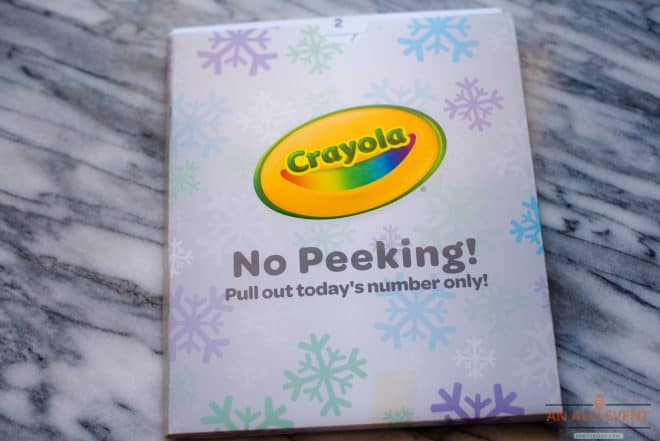 2
Crayola
No Peeking!
Pull out today's number only!
AN ALLI EVENT